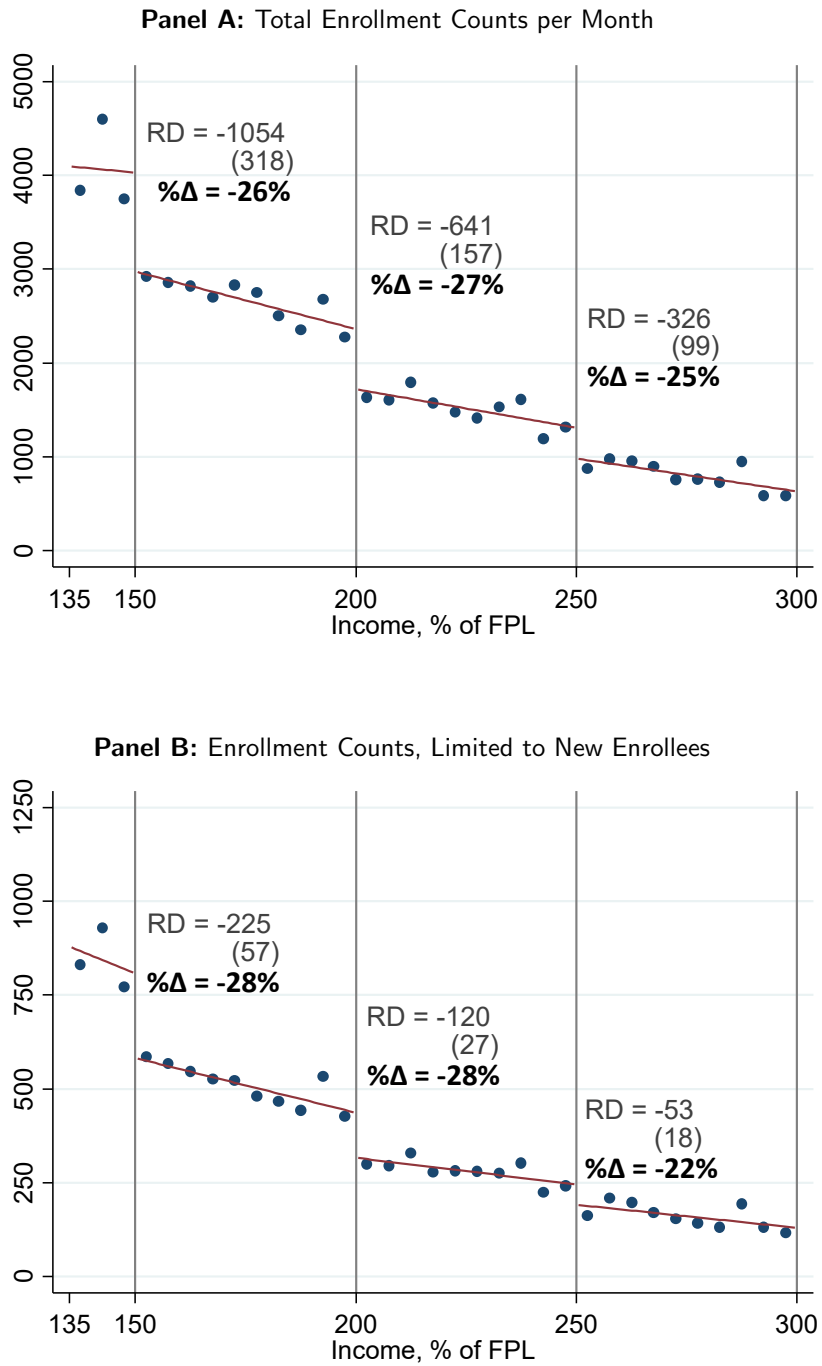 Panel A: Total Enrollment Counts per Month
5000
4000
3000
2000
1000
0
RD = -1054
(318)
%Δ = -26%
RD = -641
(157)
%Δ = -27%
RD = -326
(99)
%Δ = -25%
135 150 200 250 300
Income, % of FPL
Panel B: Enrollment Counts, Limited to New Enrollees
1250
1000
750
500
250
0
RD = -225
(57)
%Δ = -28%
RD = -120
(27)
%Δ = -28%
RD = -53
(18)
%Δ = -22%
135 150 200 250 300
Income, % of FPL